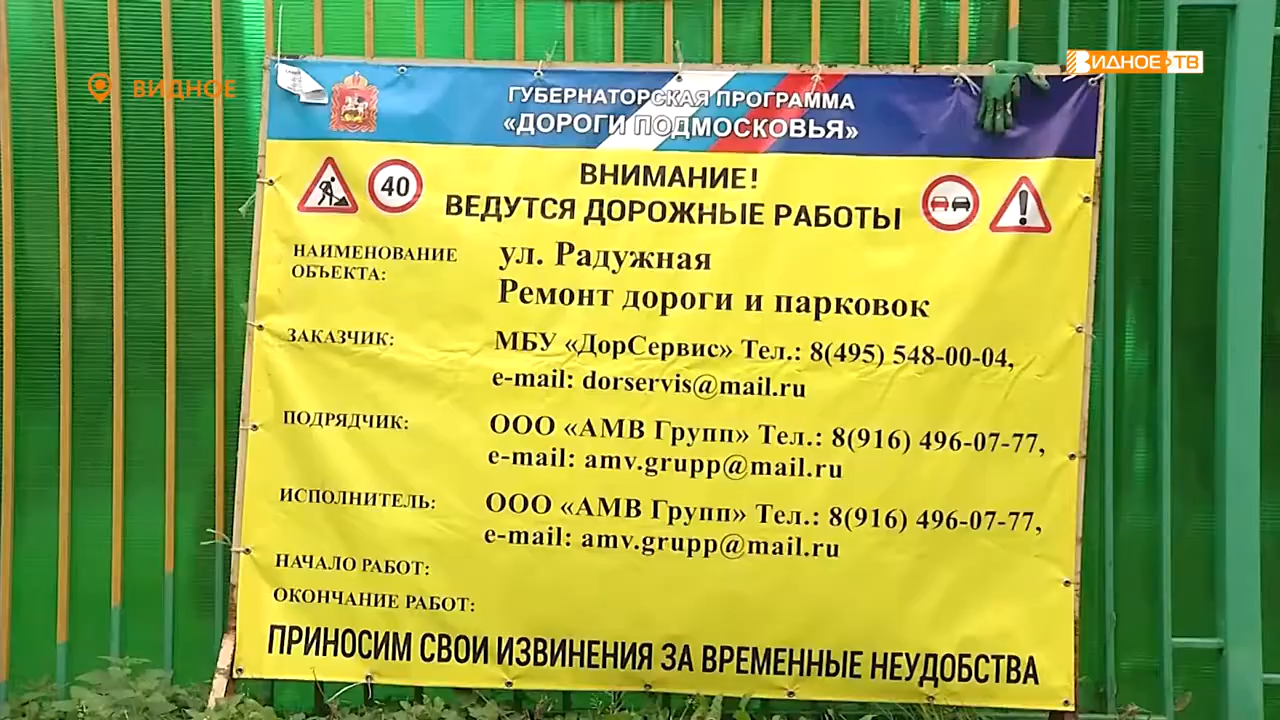 ВИДНОЕ
ВИДНОЕ ТВ
ГУБЕРНАТОРСКАЯ ПРОГРАММА
«ДОРОГИ ПОДМОСКОВЬЯ»
ВНИМАНИЕ!
ВЕДУТСЯ ДОРОЖНЫЕ РАБОТЫ
40
НАИМЕНОВАНИЕ
ОБЪЕКТА:
ул. Радужная
Ремонт дороги и парковок
ЗАКАЗЧИК:
МБУ «ДорСервис» Тел.: 8(495) 548-00-04,
e-mail: dorservis@mail.ru
ПОДРЯДЧИК:
ООО «АМВ Групп» Тел.: 8(916) 496-07-77,
e-mail: amv.grupp@mail.ru
ИСПОЛНИТЕЛЬ:
ООО «АМВ Групп» Тел.: 8(916) 496-07-77,
e-mail: amv.grupp@mail.ru
НАЧАЛО РАБОТ:
ОКОНЧАНИЕ РАБОТ:
ПРИНОСИМ СВОИ ИЗВИНЕНИЯ ЗА ВРЕМЕННЫЕ НЕУДОБСТВА